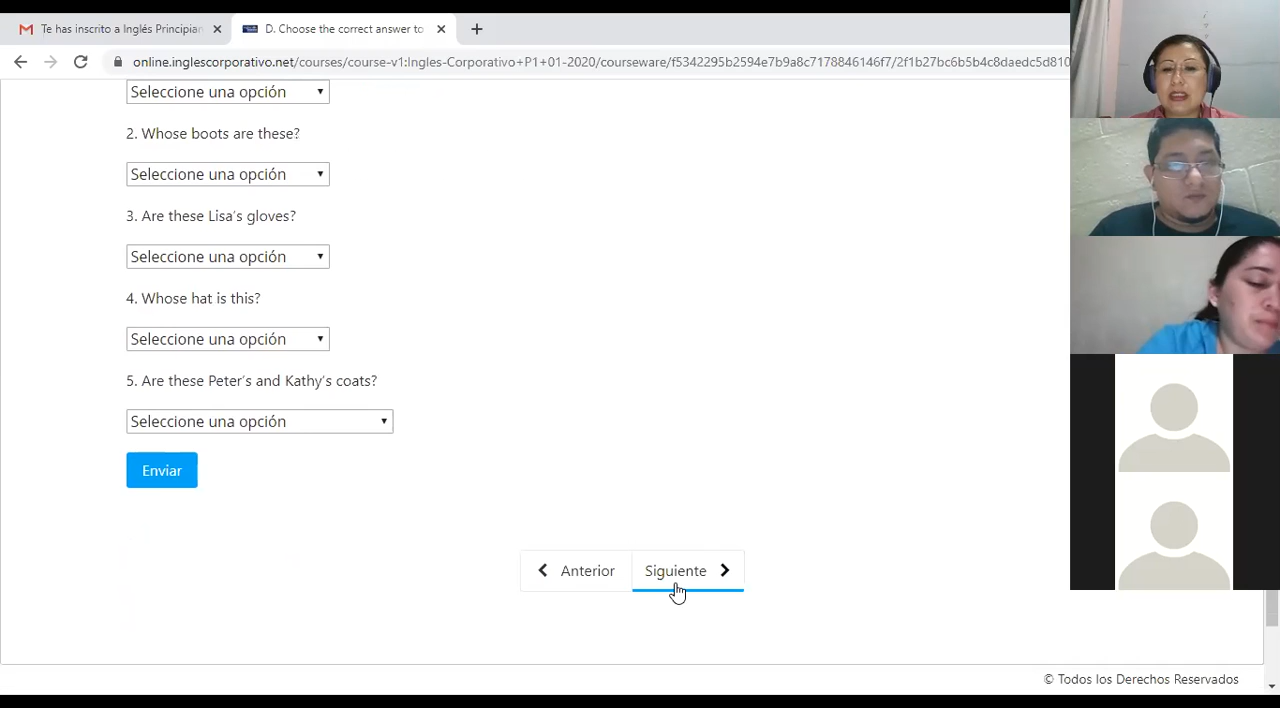 Te has inscrito a Inglés Principian
D. Choose the correct answer to
online.inglescorporativo.net/courses/course-v1:Ingles-Corporativo+P1+01-2020/courseware/f5342295b2594e7b9a8c7178846146f7/2f1b27bc6b5b4c8daedc5d810
Seleccione una opción
2. Whose boots are these?
Seleccione una opción
3. Are these Lisa's gloves?
Seleccione una opción
4. Whose hat is this?
Seleccione una opción
5. Are these Peter's and Kathy's coats?
Seleccione una opción
Enviar
Anterior Siguiente
© Todos los Derechos Reservados